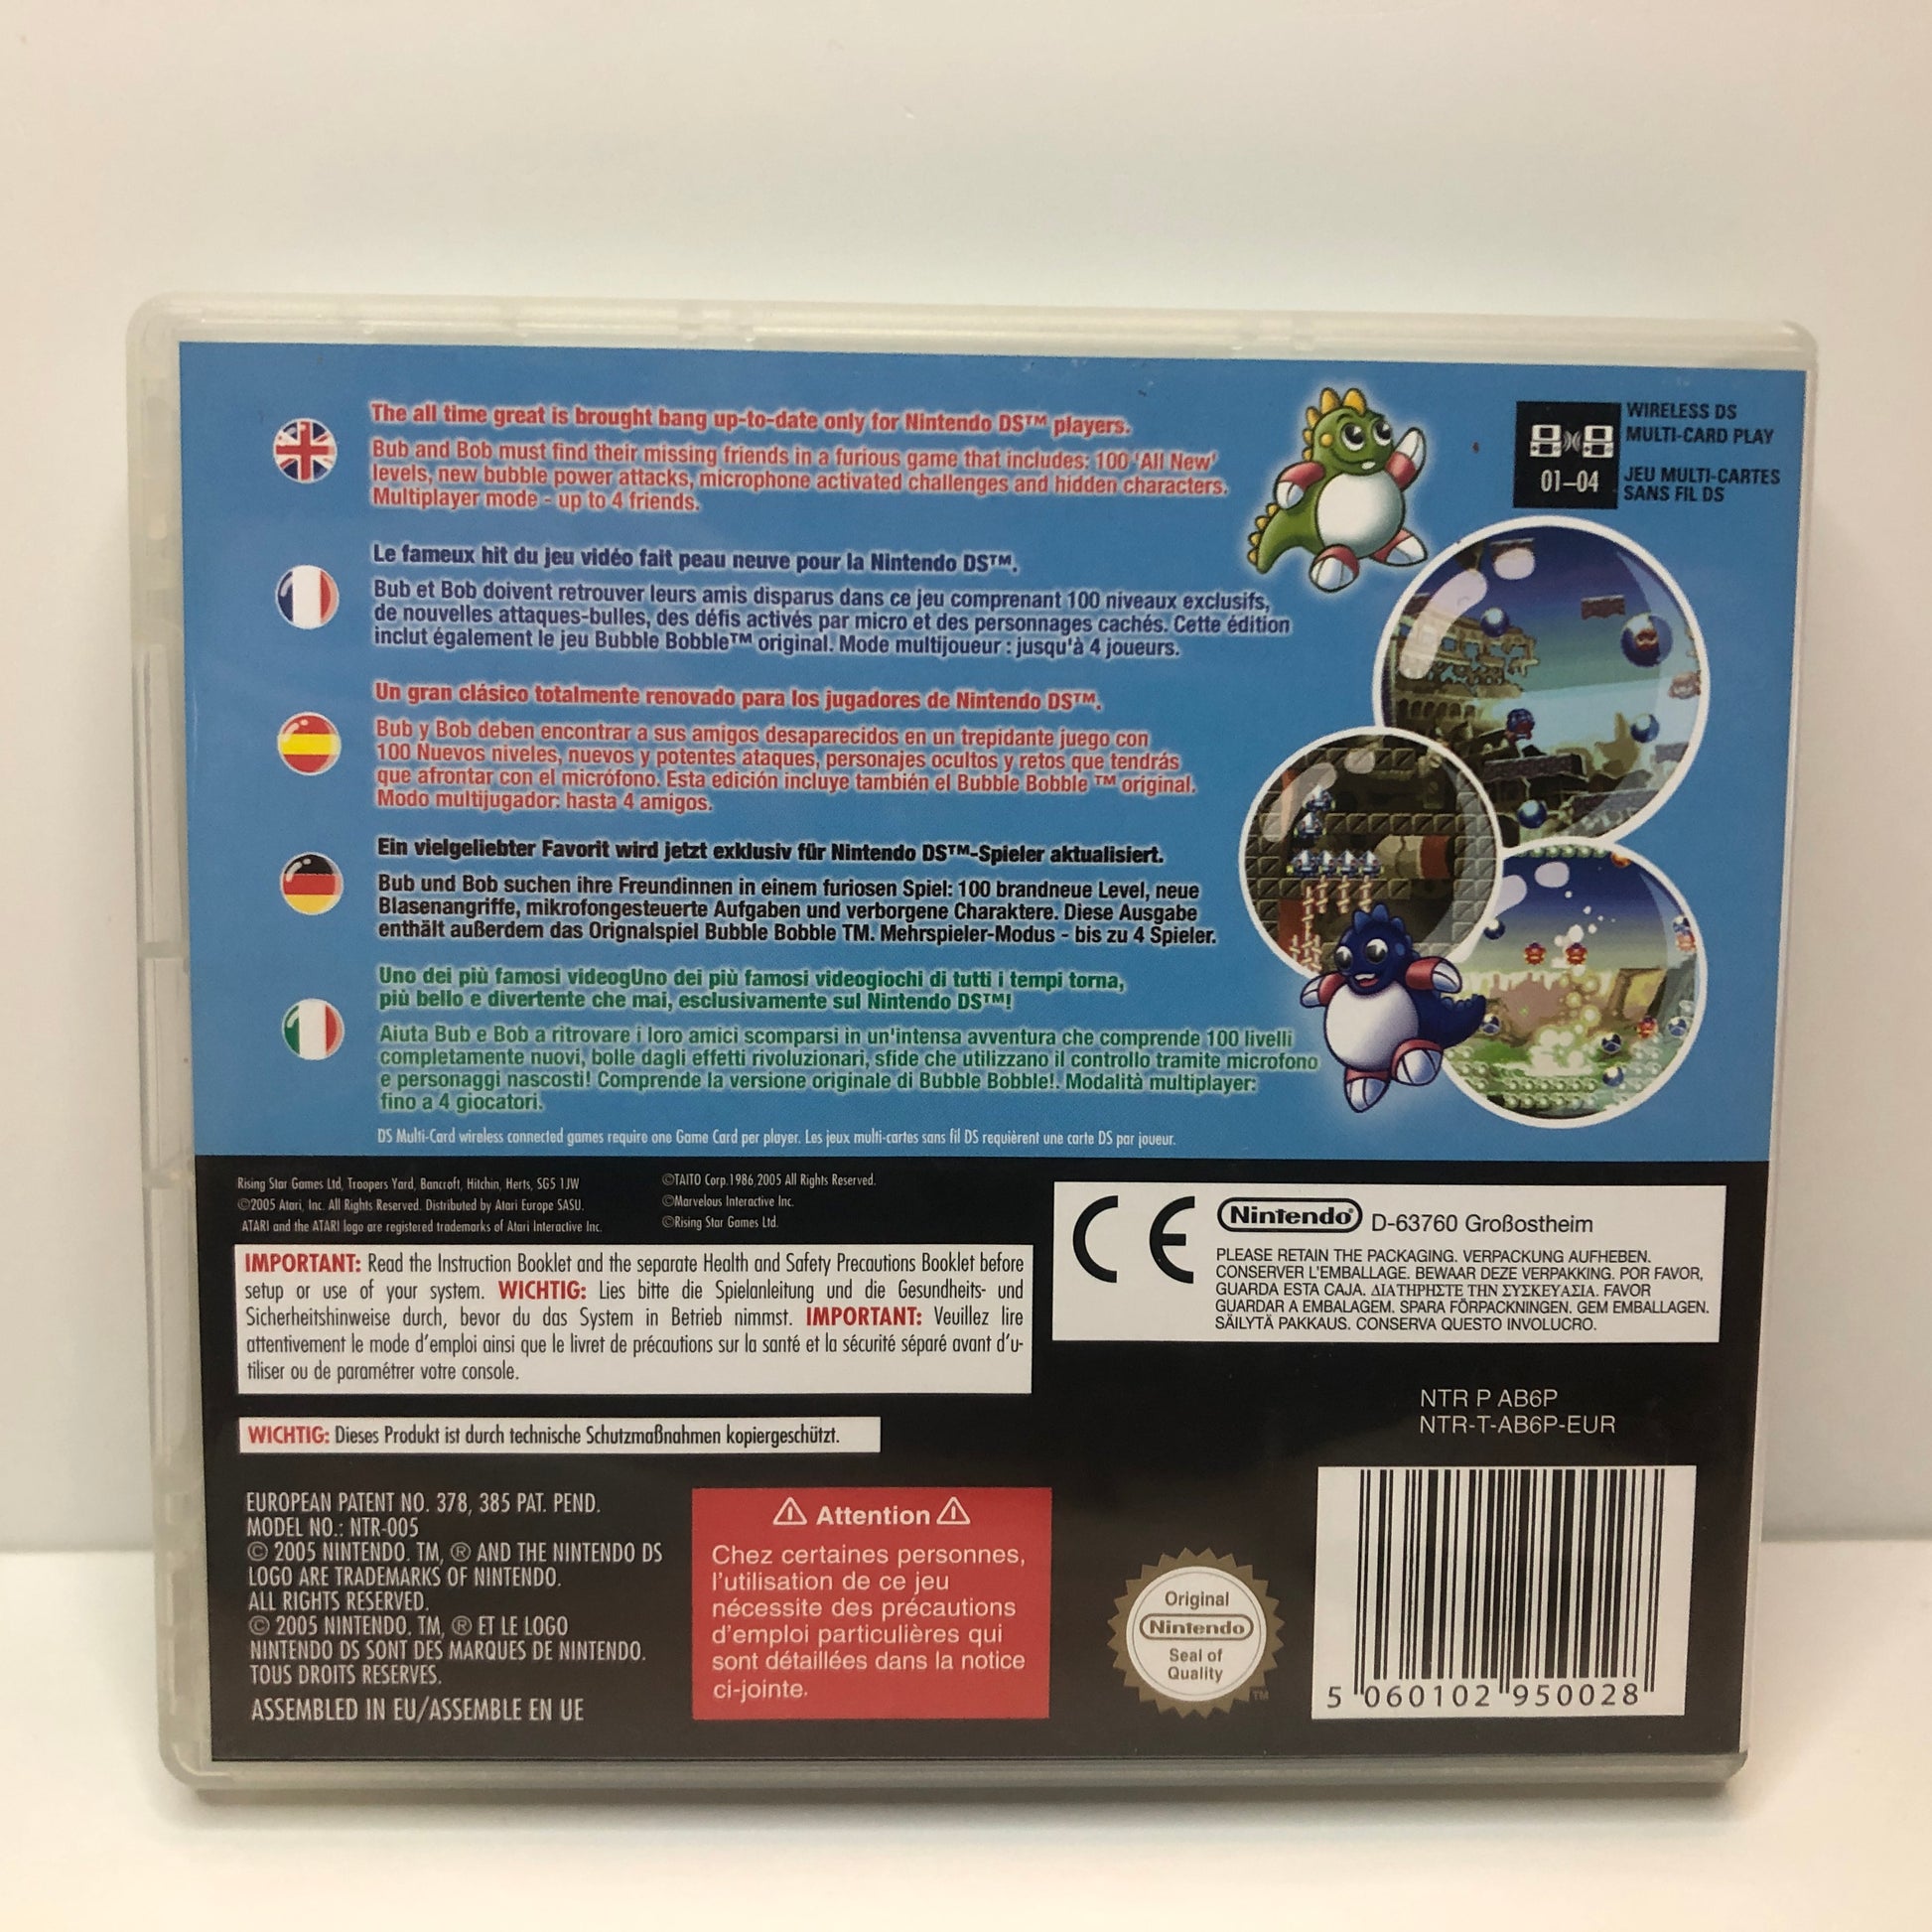 The all time great is brought bang up-to-date only for Nintendo DS™ players.
Bub and Bob must find their missing friends in a furious game that includes: 100 'All New'
levels, new bubble power attacks, microphone activated challenges and hidden characters.
Multiplayer mode - up to 4 friends.
WIRELESS DS
MULTI-CARD PLAY
01–04
JEU MULTI-CARTES
SANS FIL DS
Le fameux hit du jeu vidéo fait peau neuve pour la Nintendo DS™.
Bub et Bob doivent retrouver leurs amis disparus dans ce jeu comprenant 100 niveaux exclusifs,
de nouvelles attaques-bulles, des défis activés par micro et des personnages cachés. Cette édition
inclut également le jeu Bubble Bobble™ original. Mode multijoueur : jusqu'à 4 joueurs.
Un gran clásico totalmente renovado para los jugadores de Nintendo DS™.
Bub y Bob deben encontrar a sus amigos desaparecidos en un trepidante juego con
100 Nuevos niveles, nuevos y potentes ataques, personajes ocultos y retos que tendrás
que afrontar con el micrófono. Esta edición incluye también el Bubble Bobble ™ original.
Modo multijugador: hasta 4 amigos.
Ein vielgeliebter Favorit wird jetzt exklusiv für Nintendo DS™-Spieler aktualisiert.
Bub und Bob suchen ihre Freundinnen in einem furiosen Spiel: 100 brandneue Level, neue
Blasenangriffe, mikrofongesteuerte Aufgaben und verborgene Charaktere. Diese Ausgabe
enthält außerdem das Orignalspiel Bubble Bobble TM. Mehrspieler-Modus - bis zu 4 Spieler.
Uno dei più famosi videogUno dei più famosi videogiochi di tutti i tempi torna,
più bello e divertente che mai, esclusivamente sul Nintendo DS™!
Aiuta Bub e Bob a ritrovare i loro amici scomparsi in un'intensa avventura che comprende 100 livelli
completamente nuovi, bolle dagli effetti rivoluzionari, sfide che utilizzano il controllo tramite microfono
e personaggi nascosti! Comprende la versione originale di Bubble Bobble!. Modalità multiplayer:
fino a 4 giocatori.
DS Multi-Card wireless connected games require one Game Card per player. Les jeux multi-cartes sans fil DS requièrent une carte DS par joueur.
Rising Star Games Ltd, Troopers Yard, Bancroft, Hitchin, Herts, SG5 1JW
©2005 Atari, Inc. All Rights Reserved. Distributed by Atari Europe SASU.
ATARI and the ATARI logo are registered trademarks of Atari Interactive Inc.
©TAITO Corp.1986,2005 All Rights Reserved.
©Marvelous Interactive Inc.
©Rising Star Games Ltd.
IMPORTANT: Read the Instruction Booklet and the separate Health and Safety Precautions Booklet before
setup or use of your system. WICHTIG: Lies bitte die Spielanleitung und die Gesundheits- und
Sicherheitshinweise durch, bevor du das System in Betrieb nimmst. IMPORTANT: Veuillez lire
attentivement le mode d'emploi ainsi que le livret de précautions sur la santé et la sécurité séparé avant d'u-
tiliser ou de paramétrer votre console.
CE
Nintendo D-63760 Großostheim
PLEASE RETAIN THE PACKAGING. VERPACKUNG AUFHEBEN.
CONSERVER L'EMBALLAGE. BEWAAR DEZE VERPAKKING. POR FAVOR,
GUARDA ESTA CAJA. ΔΙΑΤΗΡΗΣΤΕ ΤΗΝ ΣΥΣΚΕΥΑΣΙΑ. FAVOR
GUARDAR A EMBALAGEM. SPARA FÖRPACKNINGEN. GEM EMBALLAGEN.
SÄILYTÄ PAKKAUS. CONSERVA QUESTO INVOLUCRO.
NTR P AB6P
NTR-T-AB6P-EUR
WICHTIG: Dieses Produkt ist durch technische Schutzmaßnahmen kopiergeschützt.
EUROPEAN PATENT NO. 378, 385 PAT. PEND.
MODEL NO.: NTR-005
© 2005 NINTENDO. TM, ® AND THE NINTENDO DS
LOGO ARE TRADEMARKS OF NINTENDO.
ALL RIGHTS RESERVED.
© 2005 NINTENDO. TM, ® ET LE LOGO
NINTENDO DS SONT DES MARQUES DE NINTENDO.
TOUS DROITS RESERVES.
ASSEMBLED IN EU/ASSEMBLE EN UE
Attention
Chez certaines personnes,
l'utilisation de ce jeu
nécessite des précautions
d'emploi particulières qui
sont détaillées dans la notice
ci-jointe.
Original
Nintendo
Seal of
Quality
TM
5 060102 950028